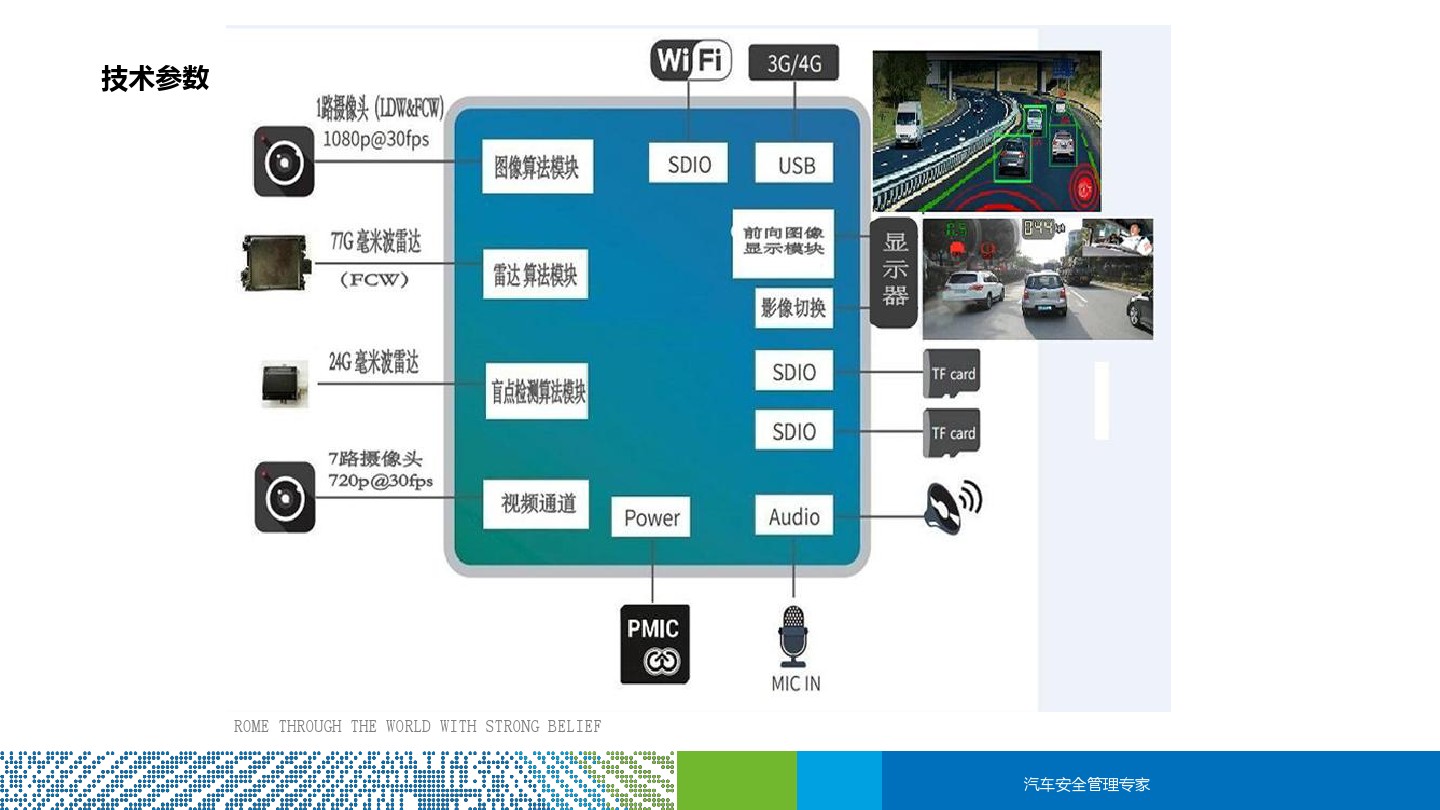 技术参数
WiFi
3G/4G
1路摄像头 (LDW&FCW)
1080p@30fps
图像算法模块
SDIO
USB
77G 毫米波雷达
(FCW)
雷达 算法模块
前向图像
显示模块
显示器
影像切换
24G 毫米波雷达
盲点检测算法模块
SDIO
TF card
SDIO
TF card
7路摄像头
720p@30fps
视频通道
Power
Audio
PMIC
MIC IN
ROME THROUGH THE WORLD WITH STRONG BELIEF
汽车安全管理专家